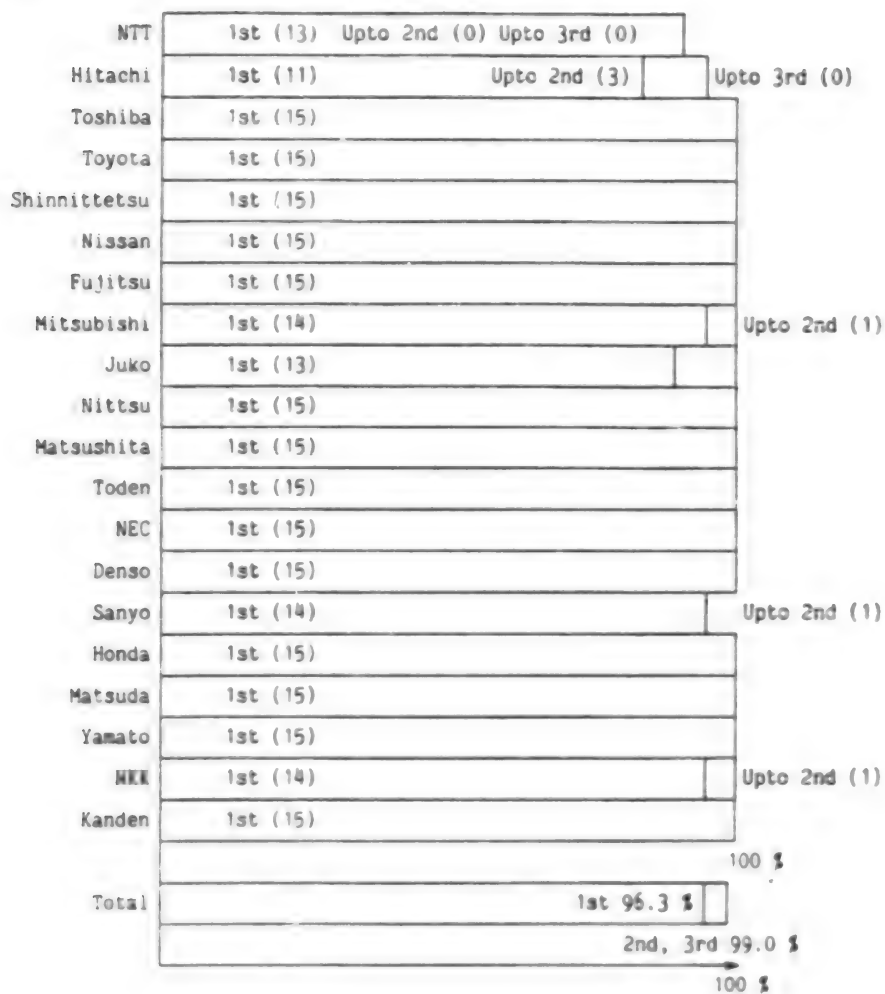 NTT 1st (13) Upto 2nd (0) Upto 3rd (0)
Hitachi 1st (11) Upto 2nd (3) Upto 3rd (0)
Toshiba 1st (15)
Toyota 1st (15)
Shinnittetsu 1st (15)
Nissan 1st (15)
Fujitsu 1st (15)
Mitsubishi 1st (14) Upto 2nd (1)
Juko 1st (13)
Nittsu 1st (15)
Matsushita 1st (15)
Toden 1st (15)
NEC 1st (15)
Denso 1st (15)
Sanyo 1st (14) Upto 2nd (1)
Honda 1st (15)
Matsuda 1st (15)
Yamato 1st (15)
NKK 1st (14) Upto 2nd (1)
Kanden 1st (15)
100 %
Total 1st 96.3 %
2nd, 3rd 99.0 %
100 %